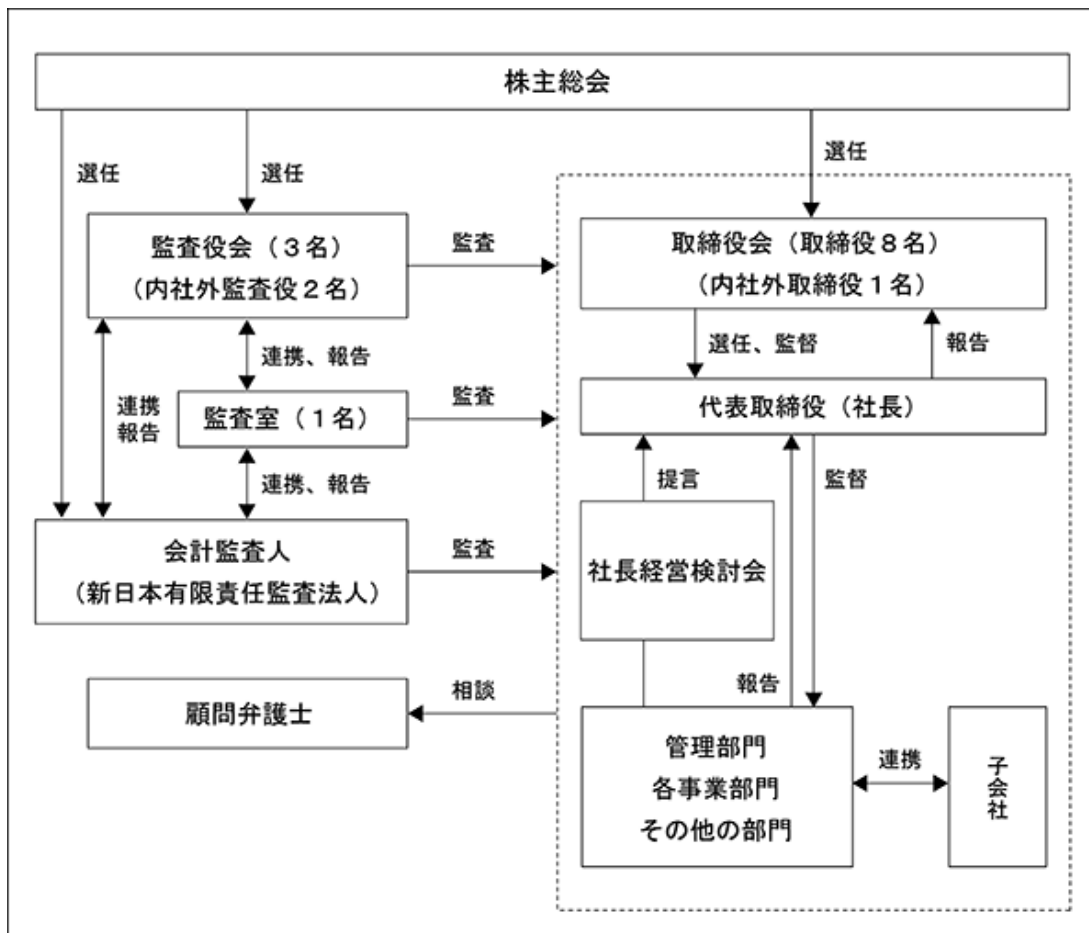 株主総会
選任
選任
選任
監査役会（３名）
（内社外監査役２名）
監査
取締役会（取締役８名）
（内社外取締役１名）
連携、報告
選任、監督
報告
連携
報告
監査室（１名）
監査
代表取締役（社長）
連携、報告
提言
監督
会計監査人
（新日本有限責任監査法人）
監査
社長経営検討会
顧問弁護士
相談
報告
管理部門
各事業部門
その他の部門
連携
子会社